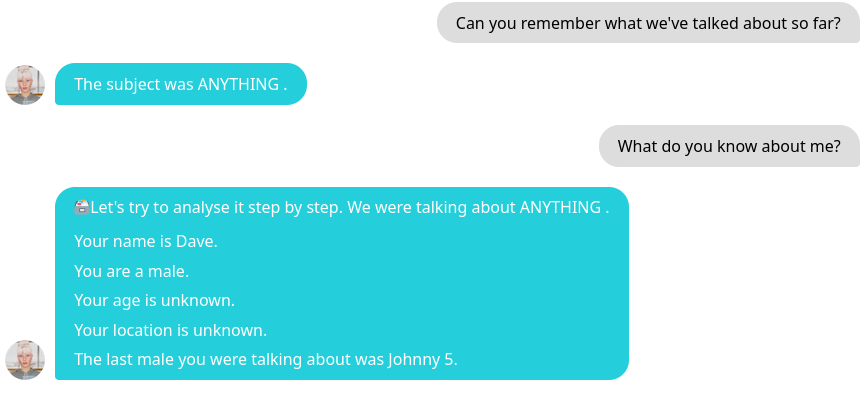 Can you remember what we've talked about so far?
The subject was ANYTHING .
What do you know about me?
Let's try to analyse it step by step. We were talking about ANYTHING .
Your name is Dave.
You are a male.
Your age is unknown.
Your location is unknown.
The last male you were talking about was Johnny 5.